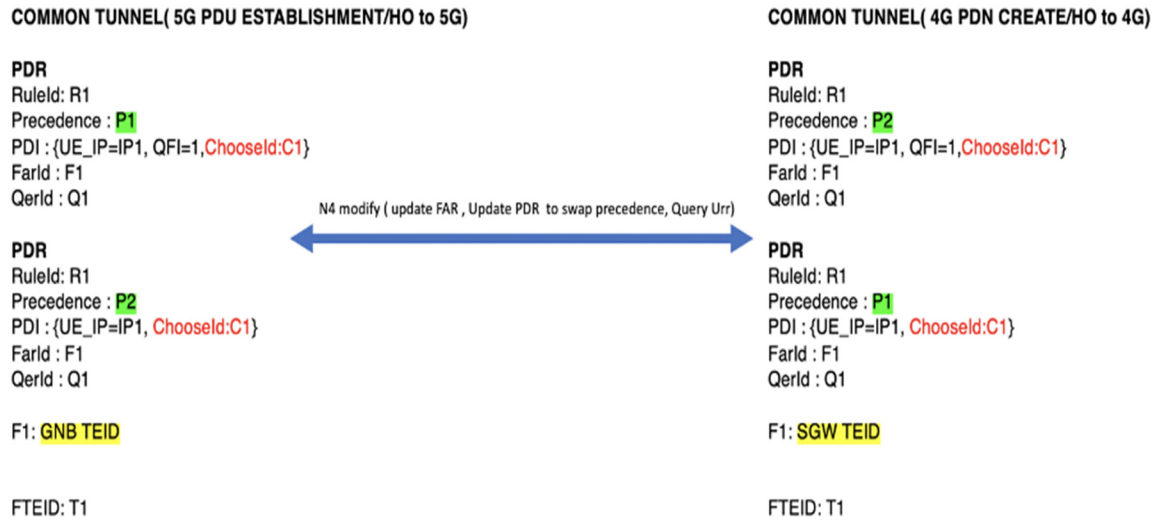 COMMON TUNNEL( 5G PDU ESTABLISHMENT/HO to 5G)
PDR
RuleId: R1
Precedence : P1
PDI : {UE_IP=IP1, QFI=1,ChooseId:C1}
FarId : F1
QerId : Q1
PDR
RuleId: R1
Precedence : P2
PDI : {UE_IP=IP1, ChooseId:C1}
FarId : F1
QerId : Q1
F1: GNB TEID
FTEID: T1
N4 modify ( update FAR , Update PDR to swap precedence, Query Urr)
COMMON TUNNEL( 4G PDN CREATE/HO to 4G)
PDR
RuleId: R1
Precedence : P2
PDI : {UE_IP=IP1, QFI=1,ChooseId:C1}
FarId : F1
QerId : Q1
PDR
RuleId: R1
Precedence : P1
PDI : {UE_IP=IP1, ChooseId:C1}
FarId : F1
QerId : Q1
F1: SGW TEID
FTEID: T1